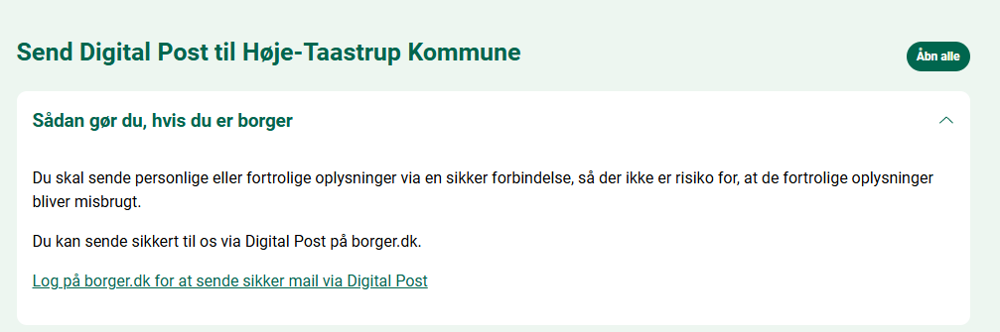 Send Digital Post til Høje-Taastrup Kommune
Åbn alle
Sådan gør du, hvis du er borger
Du skal sende personlige eller fortrolige oplysninger via en sikker forbindelse, så der ikke er risiko for, at de fortrolige oplysninger
bliver misbrugt.
Du kan sende sikkert til os via Digital Post på borger.dk.
Log på borger.dk for at sende sikker mail via Digital Post